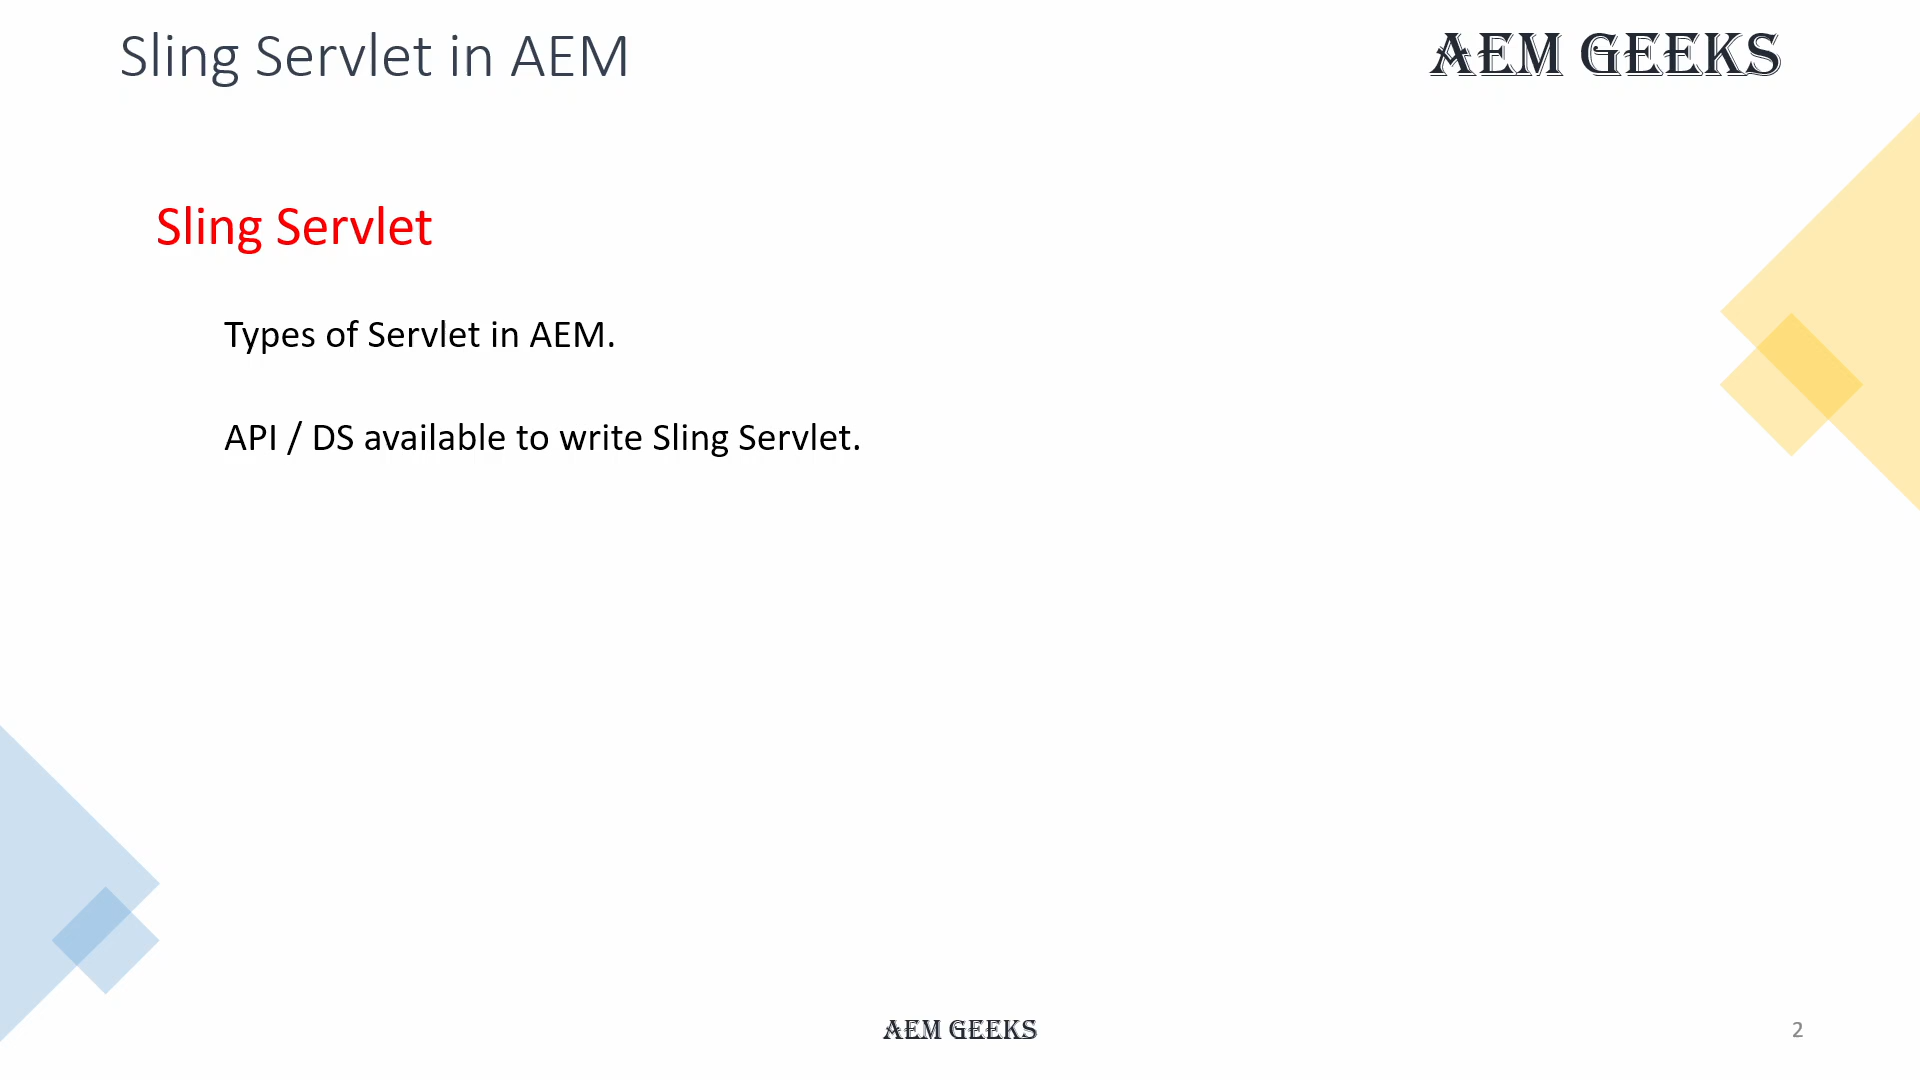 Sling Servlet in AEM
AEM GEEKS
Sling Servlet
Types of Servlet in AEM.
API / DS available to write Sling Servlet.
AEM GEEKS
2